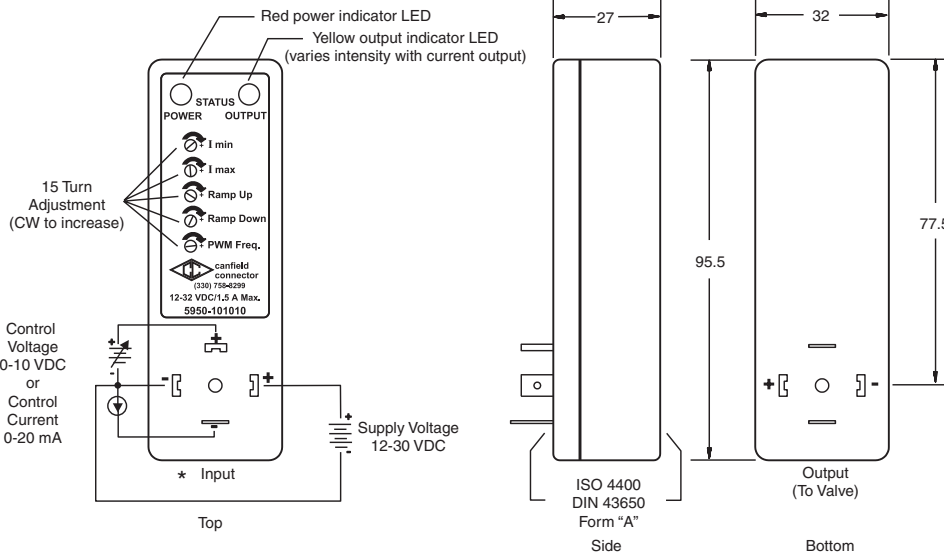 Red power indicator LED
Yellow output indicator LED
(varies intensity with current output)
STATUS
POWER OUTPUT
I min
I max
Ramp Up
Ramp Down
PWM Freq.
15 Turn
Adjustment
(CW to increase)
canfield
connector
(330) 758-8299
12-32 VDC/1.5 A Max.
5950-101010
Control
Voltage
0-10 VDC
or
Control
Current
0-20 mA
+
-
+
-
+
-
+
-
Supply Voltage
12-30 VDC
* Input
Top
27
95.5
ISO 4400
DIN 43650
Form "A"
Side
32
77.5
+ -
Output
(To Valve)
Bottom